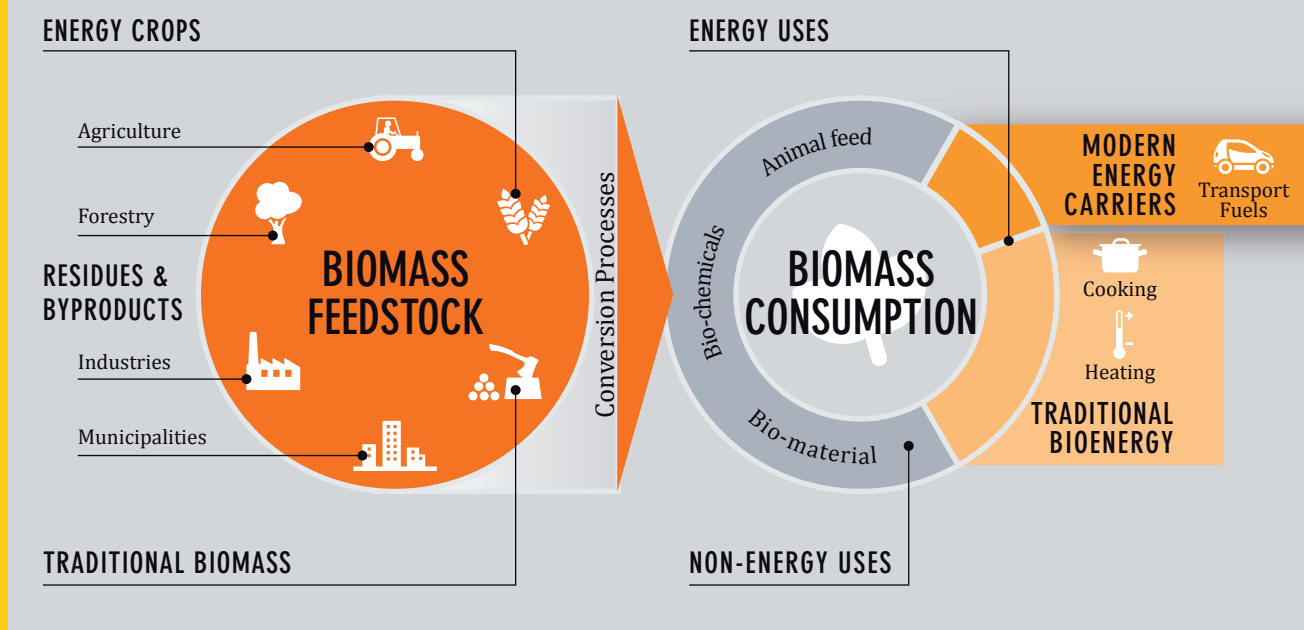 ENERGY CROPS
Agriculture
Forestry
RESIDUES &
BYPRODUCTS
Industries
Municipalities
TRADITIONAL BIOMASS
BIOMASS
FEEDSTOCK
Conversion Processes
ENERGY USES
Animal feed
Bio-chemicals
Bio-material
BIOMASS
CONSUMPTION
NON-ENERGY USES
MODERN
ENERGY
CARRIERS
Transport
Fuels
Cooking
Heating
TRADITIONAL
BIOENERGY